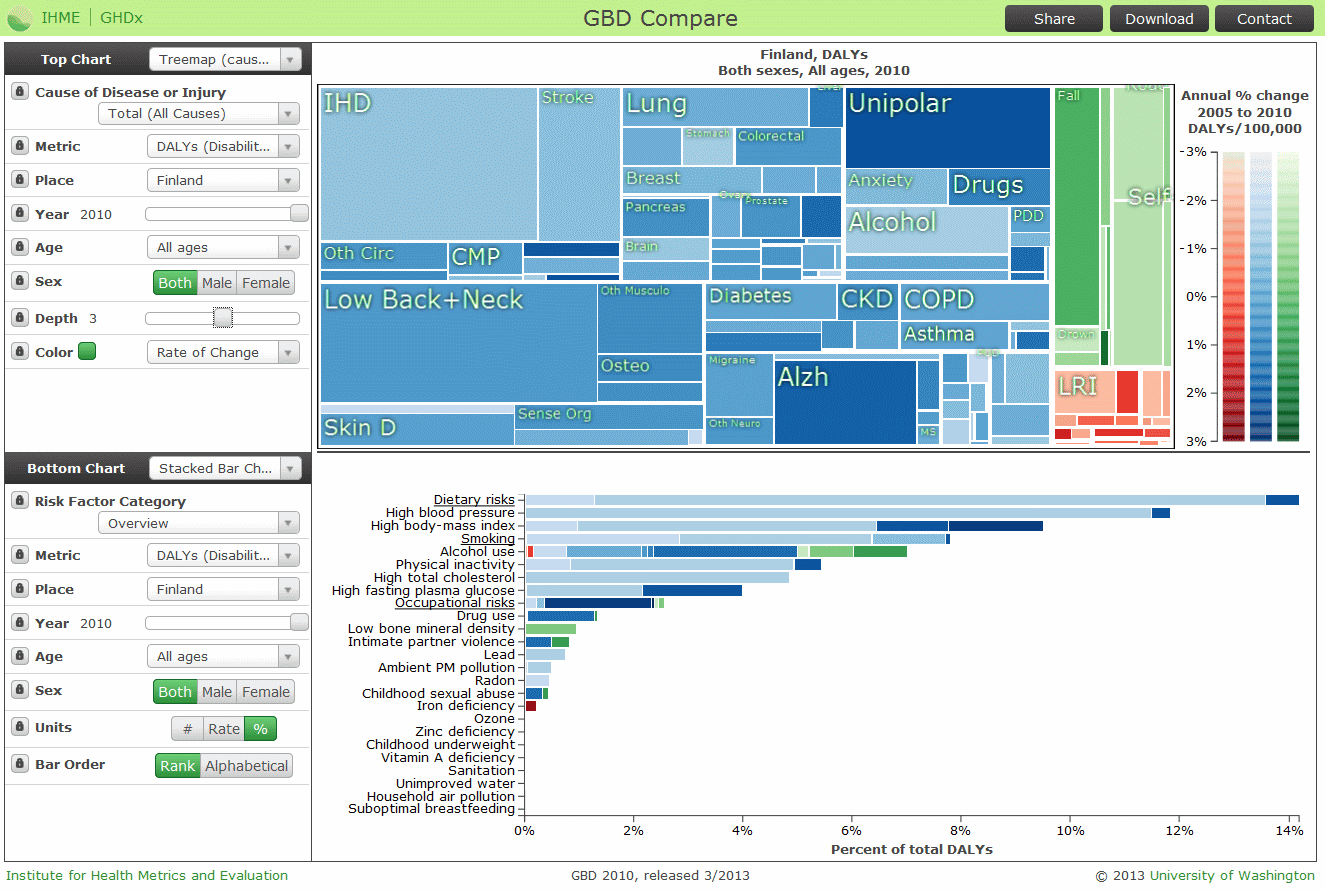 IHME GHDx
GBD Compare
Share Download Contact
Top Chart Treemap (caus...
Cause of Disease or Injury
Total (All Causes)
Metric DALYs (Disabilit...
Place Finland
Year 2010
Age All ages
Sex Both Male Female
Depth 3
Color Rate of Change
Finland, DALYs
Both sexes, All ages, 2010
IHD
Stroke
Lung
Stomach
Colorectal
Breast
Pancreas
Prostate
Brain
Oth Circ
CMP
Unipolar
Anxiety
Drugs
Alcohol
PDD
Fall
Self
Drown
Low Back+Neck
Oth Musculo
Osteo
Skin D
Sense Org
Diabetes
CKD
COPD
Asthma
Migraine
Alzh
Oth Neuro
MS
LRI
Annual % change
2005 to 2010
DALYs/100,000
-3%
-2%
-1%
0%
1%
2%
3%
Bottom Chart Stacked Bar Ch...
Risk Factor Category
Overview
Metric DALYs (Disabilit...
Place Finland
Year 2010
Age All ages
Sex Both Male Female
Units # Rate %
Bar Order Rank Alphabetical
Dietary risks
High blood pressure
High body-mass index
Smoking
Alcohol use
Physical inactivity
High total cholesterol
High fasting plasma glucose
Occupational risks
Drug use
Low bone mineral density
Intimate partner violence
Lead
Ambient PM pollution
Radon
Childhood sexual abuse
Iron deficiency
Ozone
Zinc deficiency
Childhood underweight
Vitamin A deficiency
Sanitation
Unimproved water
Household air pollution
Suboptimal breastfeeding
0% 2% 4% 6% 8% 10% 12% 14%
Percent of total DALYs
Institute for Health Metrics and Evaluation
GBD 2010, released 3/2013
© 2013 University of Washington